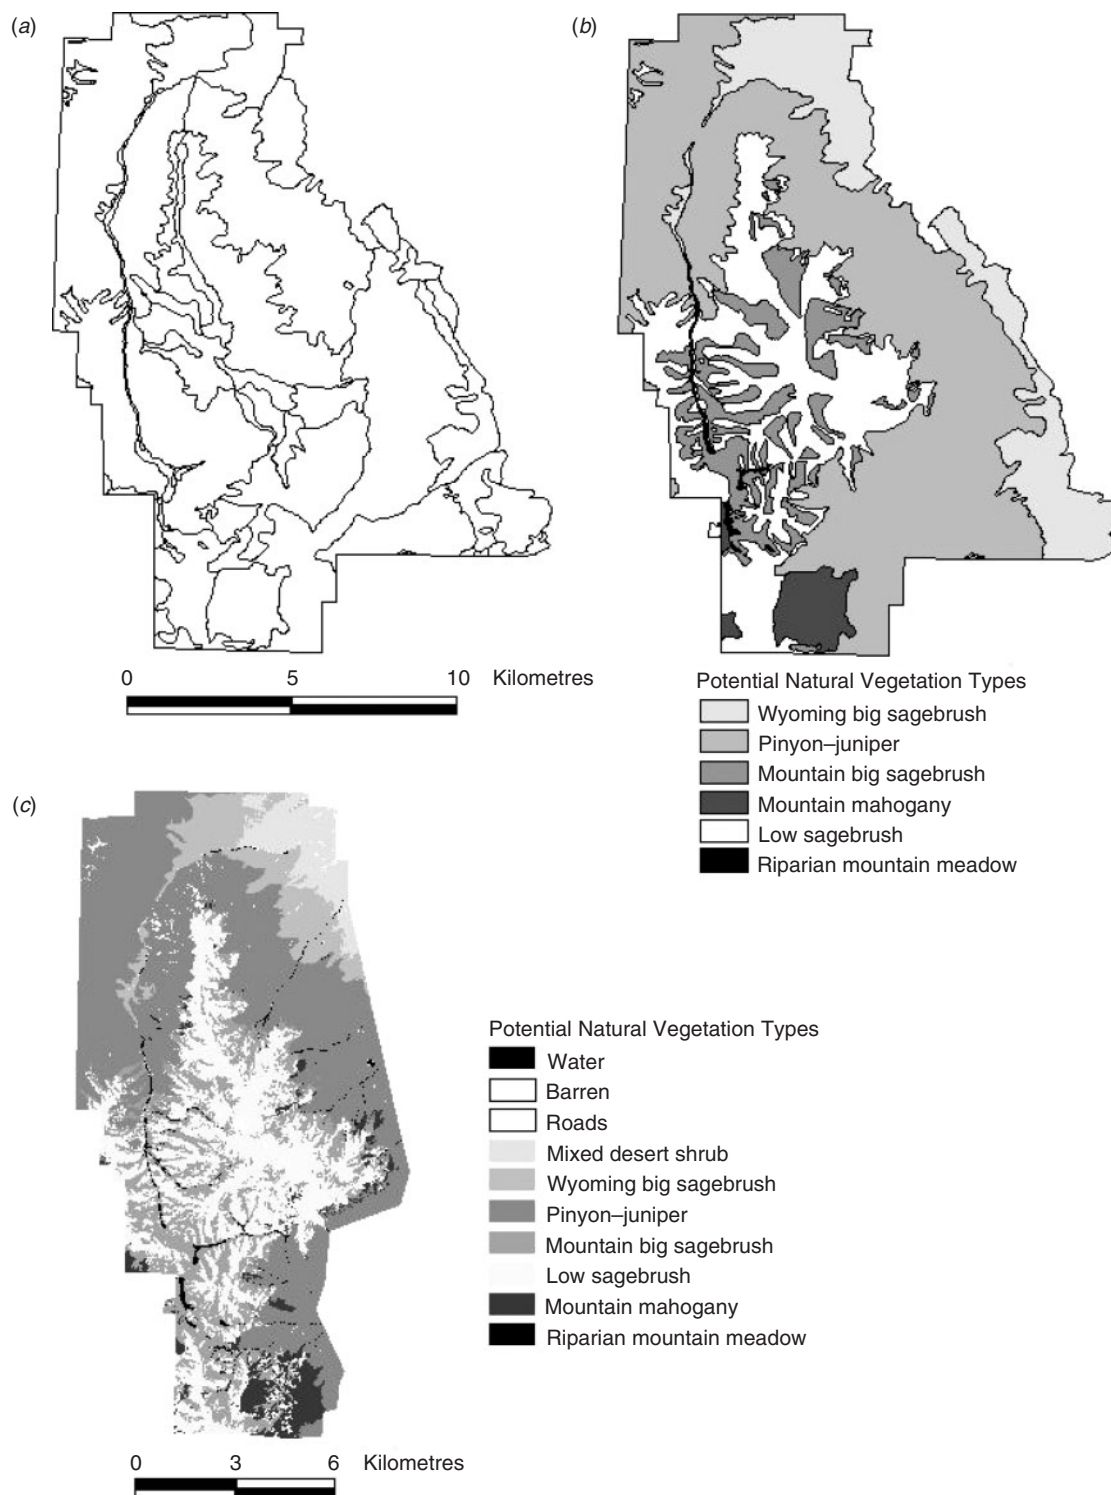 (a)
(b)
0 5 10 Kilometres
Potential Natural Vegetation Types
Wyoming big sagebrush
Pinyon–juniper
Mountain big sagebrush
Mountain mahogany
Low sagebrush
Riparian mountain meadow
(c)
Potential Natural Vegetation Types
Water
Barren
Roads
Mixed desert shrub
Wyoming big sagebrush
Pinyon–juniper
Mountain big sagebrush
Low sagebrush
Mountain mahogany
Riparian mountain meadow
0 3 6 Kilometres